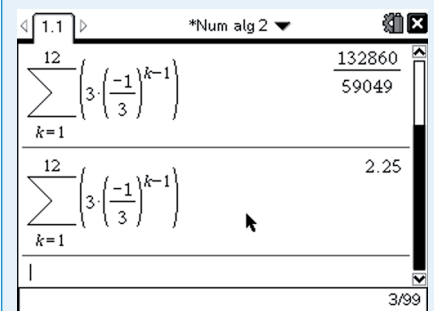 1.1 *Num alg 2
12
∑ (3·(-1/3)^(k-1))
k=1
132860/59049
12
∑ (3·(-1/3)^(k-1))
k=1
2.25
3/99